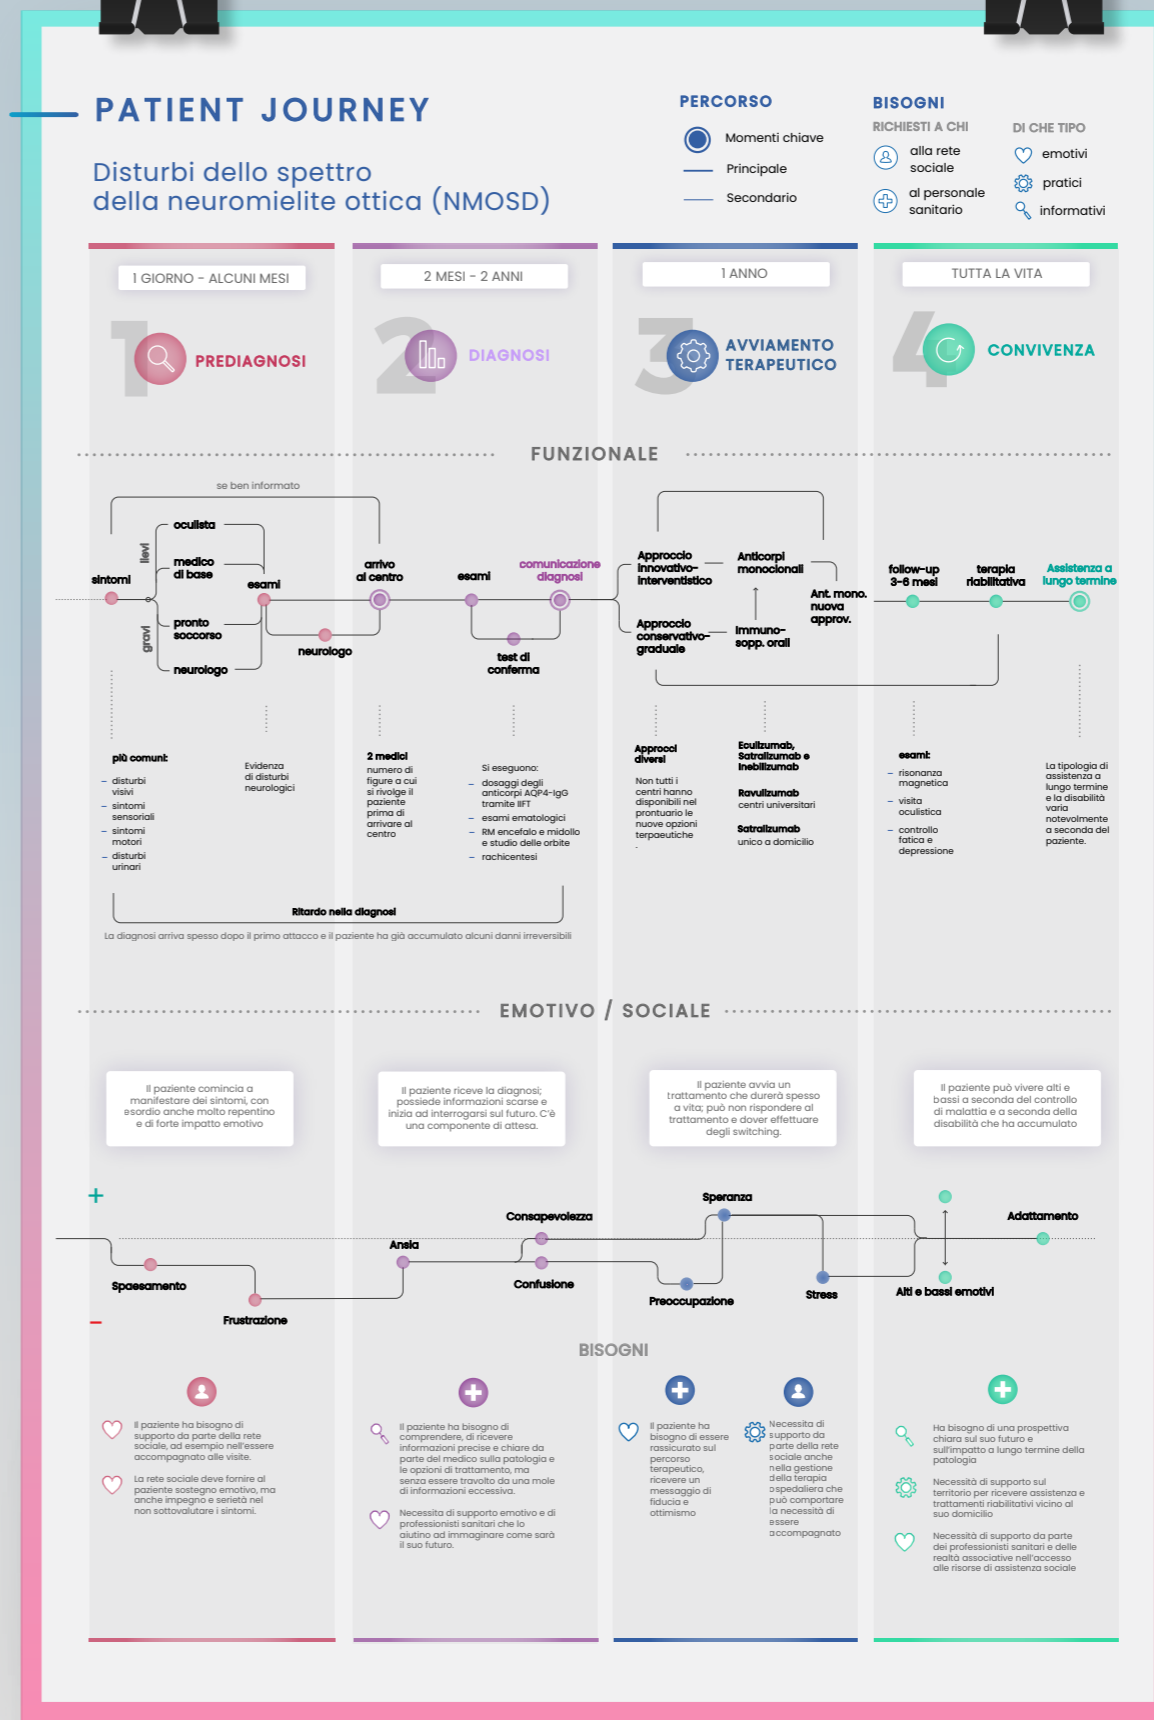 PATIENT JOURNEY
Disturbi dello spettro
della neuromielite ottica (NMOSD)
PERCORSO
Momenti chiave
Principale
Secondario
BISOGNI
RICHIESTI A CHI
alla rete
sociale
al personale
sanitario
DI CHE TIPO
emotivi
pratici
informativi
1 GIORNO - ALCUNI MESI
2 MESI - 2 ANNI
1 ANNO
TUTTA LA VITA
1
PREDIAGNOSI
2
DIAGNOSI
3
AVVIAMENTO
TERAPEUTICO
4
CONVIVENZA
FUNZIONALE
se ben informato
sintomi
lievi
gravi
oculista
medico
di base
pronto
soccorso
neurologo
esami
neurologo
arrivo
al centro
esami
test di
conferma
comunicazione
diagnosi
Approccio
innovativo-
interventistico
Approccio
conservativo-
graduale
Anticorpi
monocionali
Immuno-
sopp. orali
Ant. mono.
nuova
approv.
follow-up
3-6 mesi
terapia
riabilitativa
Assistenza a
lungo termine
più comuni:
– disturbi
visivi
– sintomi
sensoriali
– sintomi
motori
– disturbi
urinari
Evidenza
di disturbi
neurologici
2 medici
numero di
figure a cui
si rivolge il
paziente
prima di
arrivare al
centro
Si eseguono:
– dosaggi degli
anticorpi AQP4-IgG
tramite IIFT
– esami ematologici
– RM encefalo e midollo
e studio delle orbite
– rachicentesi
Approcci
diversi
Non tutti i
centri hanno
disponibili nel
prontuario le
nuove opzioni
terpaeutiche
.
Eculizumab,
Satralizumab e
Inebilizumab
Ravulizumab
centri universitari
Satralizumab
unico a domicilio
esami:
– risonanza
magnetica
– visita
oculistica
– controllo
fatica e
depressione
La tipologia di
assistenza a
lungo termine
e la disabilità
varia
notevolmente
a seconda del
paziente.
Ritardo nella diagnosi
La diagnosi arriva spesso dopo il primo attacco e il paziente ha già accumulato alcuni danni irreversibili
EMOTIVO / SOCIALE
Il paziente comincia a
manifestare dei sintomi, con
esordio anche molto repentino
e di forte impatto emotivo
Il paziente riceve la diagnosi;
possiede informazioni scarse e
inizia ad interrogarsi sul futuro. C'è
una componente di attesa.
Il paziente avvia un
trattamento che durerà spesso
a vita; può non rispondere al
trattamento e dover effettuare
degli switching.
Il paziente può vivere alti e
bassi a seconda del controllo
di malattia e a seconda della
disabilità che ha accumulato
+
–
Spaesamento
Frustrazione
Ansia
Consapevolezza
Confusione
Speranza
Preoccupazione
Stress
Alti e bassi emotivi
Adattamento
BISOGNI
Il paziente ha bisogno di
supporto da parte della rete
sociale, ad esempio nell'essere
accompagnato alle visite.
La rete sociale deve fornire al
paziente sostegno emotivo, ma
anche impegno e serietà nel
non sottovalutare i sintomi.
Il paziente ha bisogno di
comprendere, di ricevere
informazioni precise e chiare da
parte del medico sulla patologia e
le opzioni di trattamento, ma
senza essere travolto da una mole
di informazioni eccessiva.
Necessita di supporto emotivo e di
professionisti sanitari che lo
aiutino ad immaginare come sarà
il suo futuro.
Il paziente ha
bisogno di essere
rassicurato sul
percorso
terapeutico,
ricevere un
messaggio di
fiducia e
ottimismo
Necessita di
supporto da
parte della rete
sociale anche
nella gestione
della terapia
ospedaliera che
può comportare
la necessità di
essere
accompagnato
Ha bisogno di una prospettiva
chiara sul suo futuro e
sull'impatto a lungo termine della
patologia
Necessità di supporto sul
territorio per ricevere assistenza e
trattamenti riabilitativi vicino al
suo domicilio
Necessità di supporto da parte
dei professionisti sanitari e delle
realtà associative nell'accesso
alle risorse di assistenza sociale